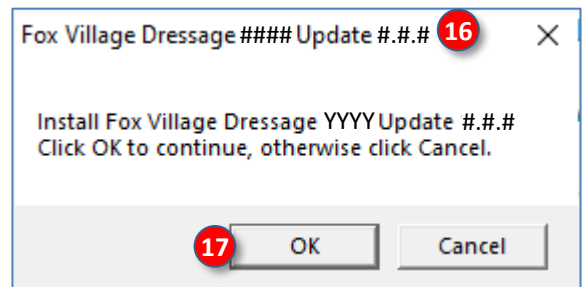 Fox Village Dressage #### Update #.#.# 16
Install Fox Village Dressage YYYY Update #.#.#
Click OK to continue, otherwise click Cancel.
17 OK Cancel